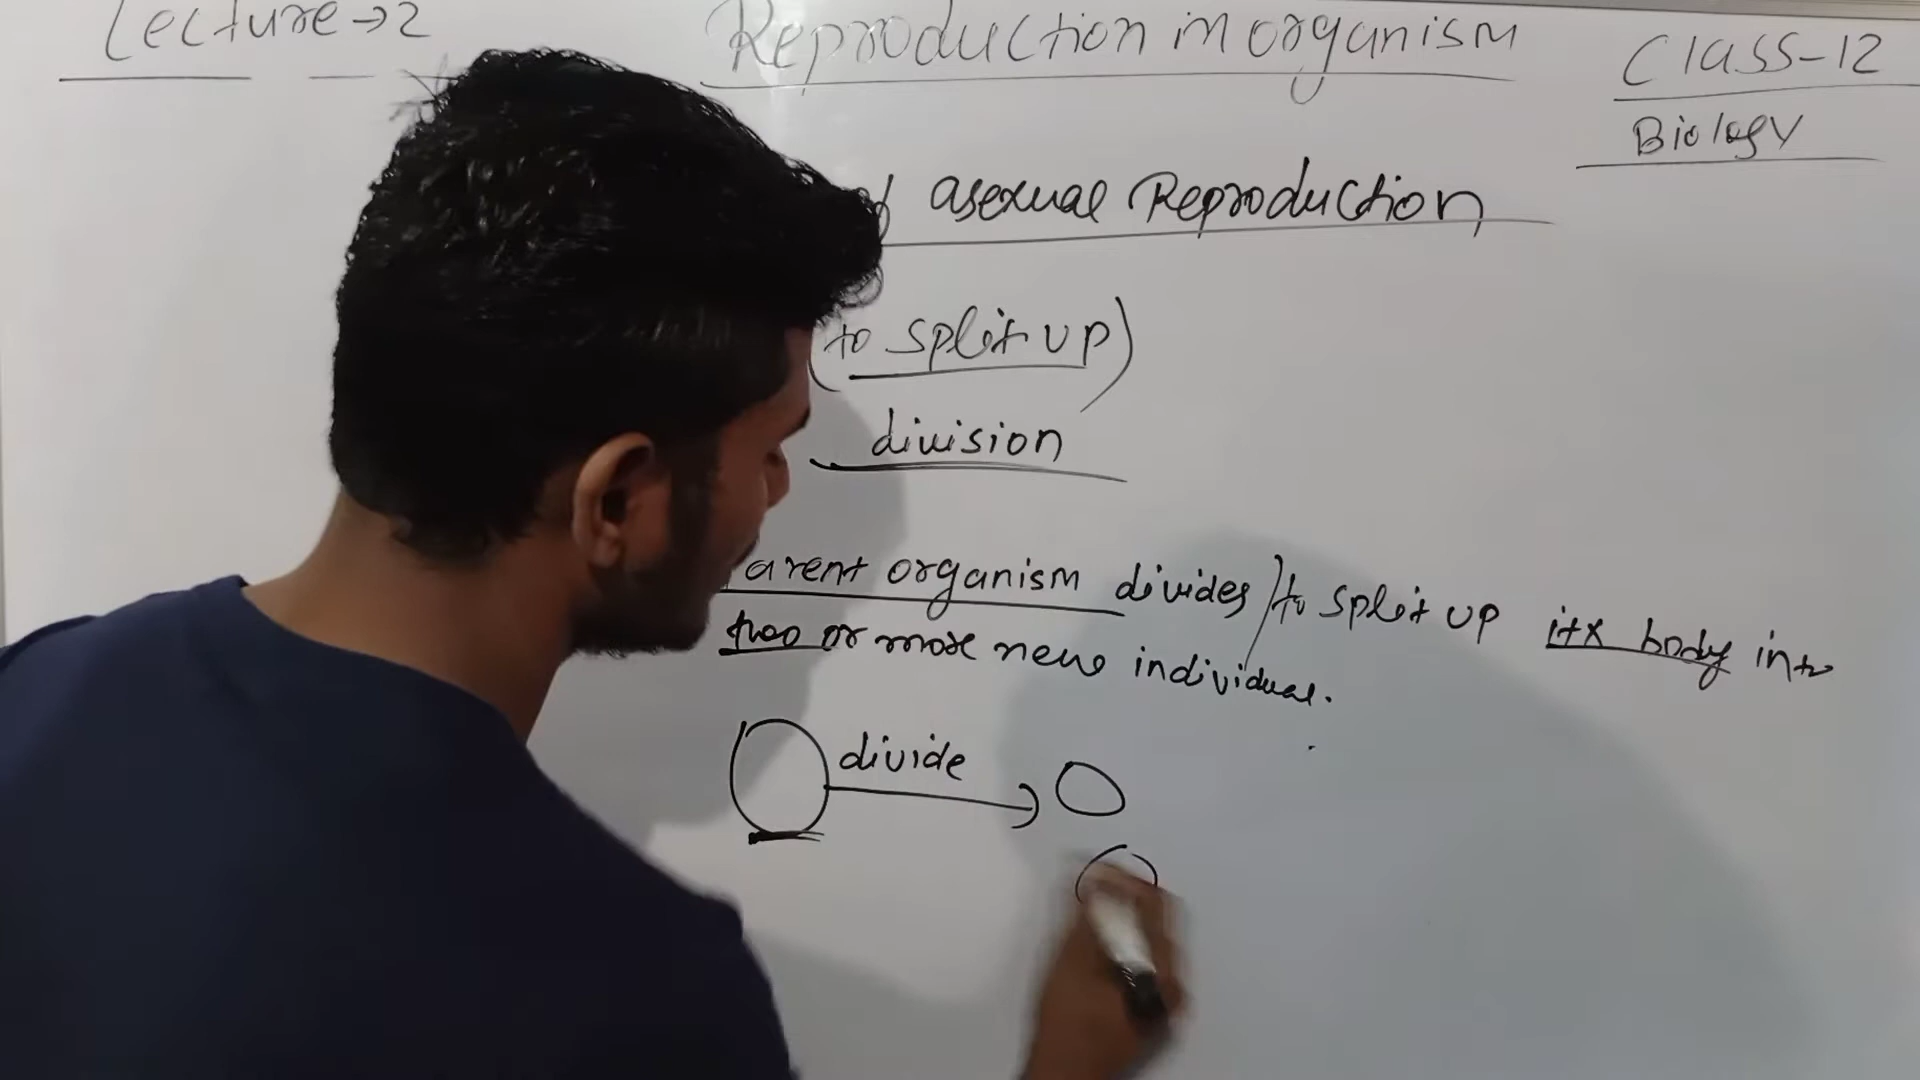 Lecture → 2
Reproduction in organism
Class-12
Biology
of asexual Reproduction
(to split up)
division
arent organism divides / to split up its body into
two or more new individual.
divide